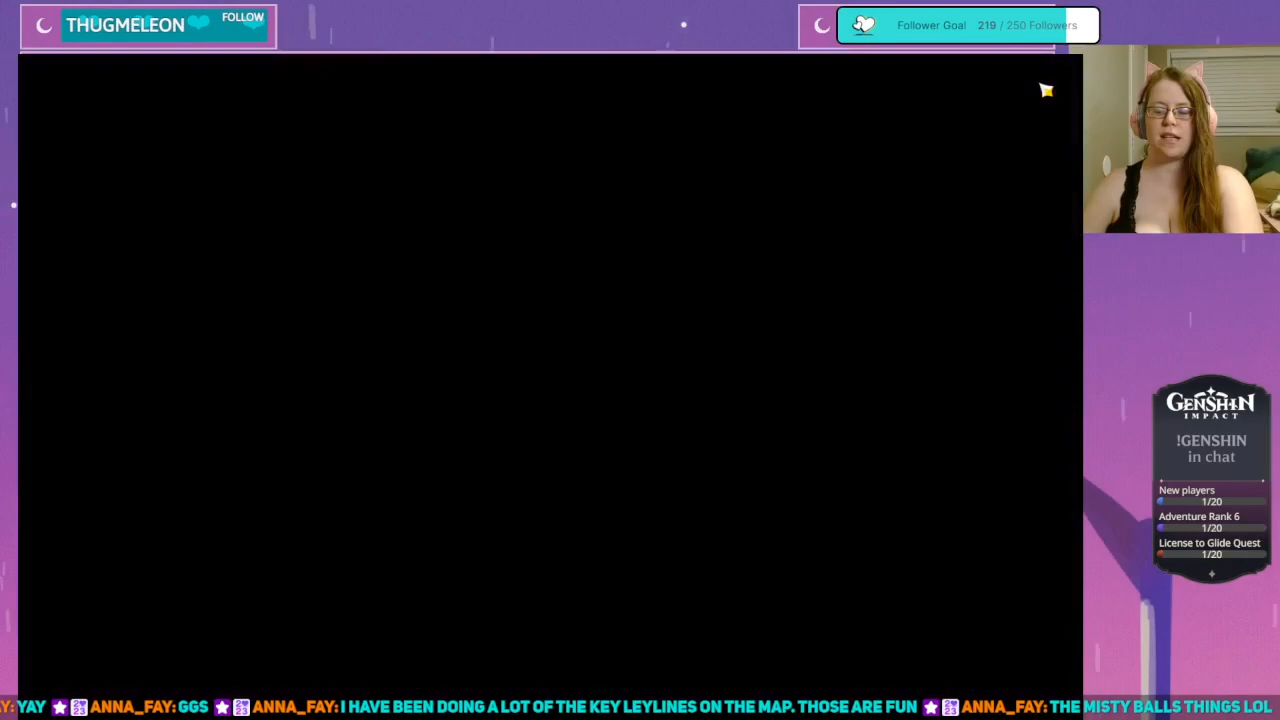 THUGMELEON
FOLLOW
Follower Goal 219 / 250 Followers
GENSHIN
IMPACT
!GENSHIN
in chat
New players
1/20
Adventure Rank 6
1/20
License to Glide Quest
1/20
Y: YAY ANNA_FAY: GGS ANNA_FAY: I HAVE BEEN DOING A LOT OF THE KEY LEYLINES ON THE MAP. THOSE ARE FUN ANNA_FAY: THE MISTY BALLS THINGS LOL